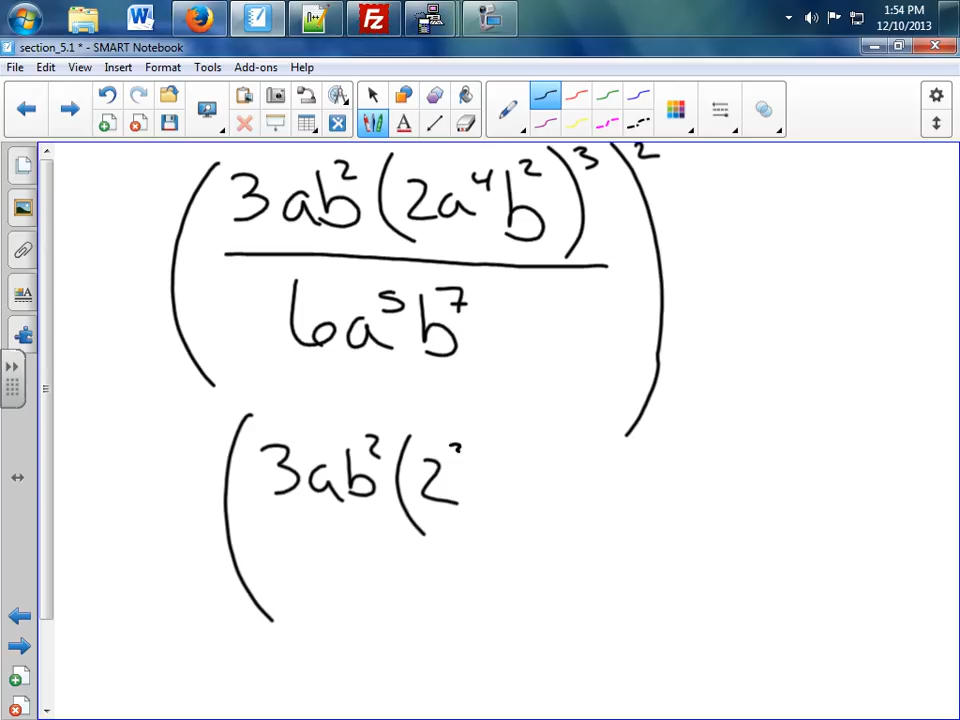 1:54 PM
12/10/2013
section_5.1 * - SMART Notebook
File Edit View Insert Format Tools Add-ons Help
(3ab²(2a⁴b²)³
6a⁵b⁷)²
(3ab²(2